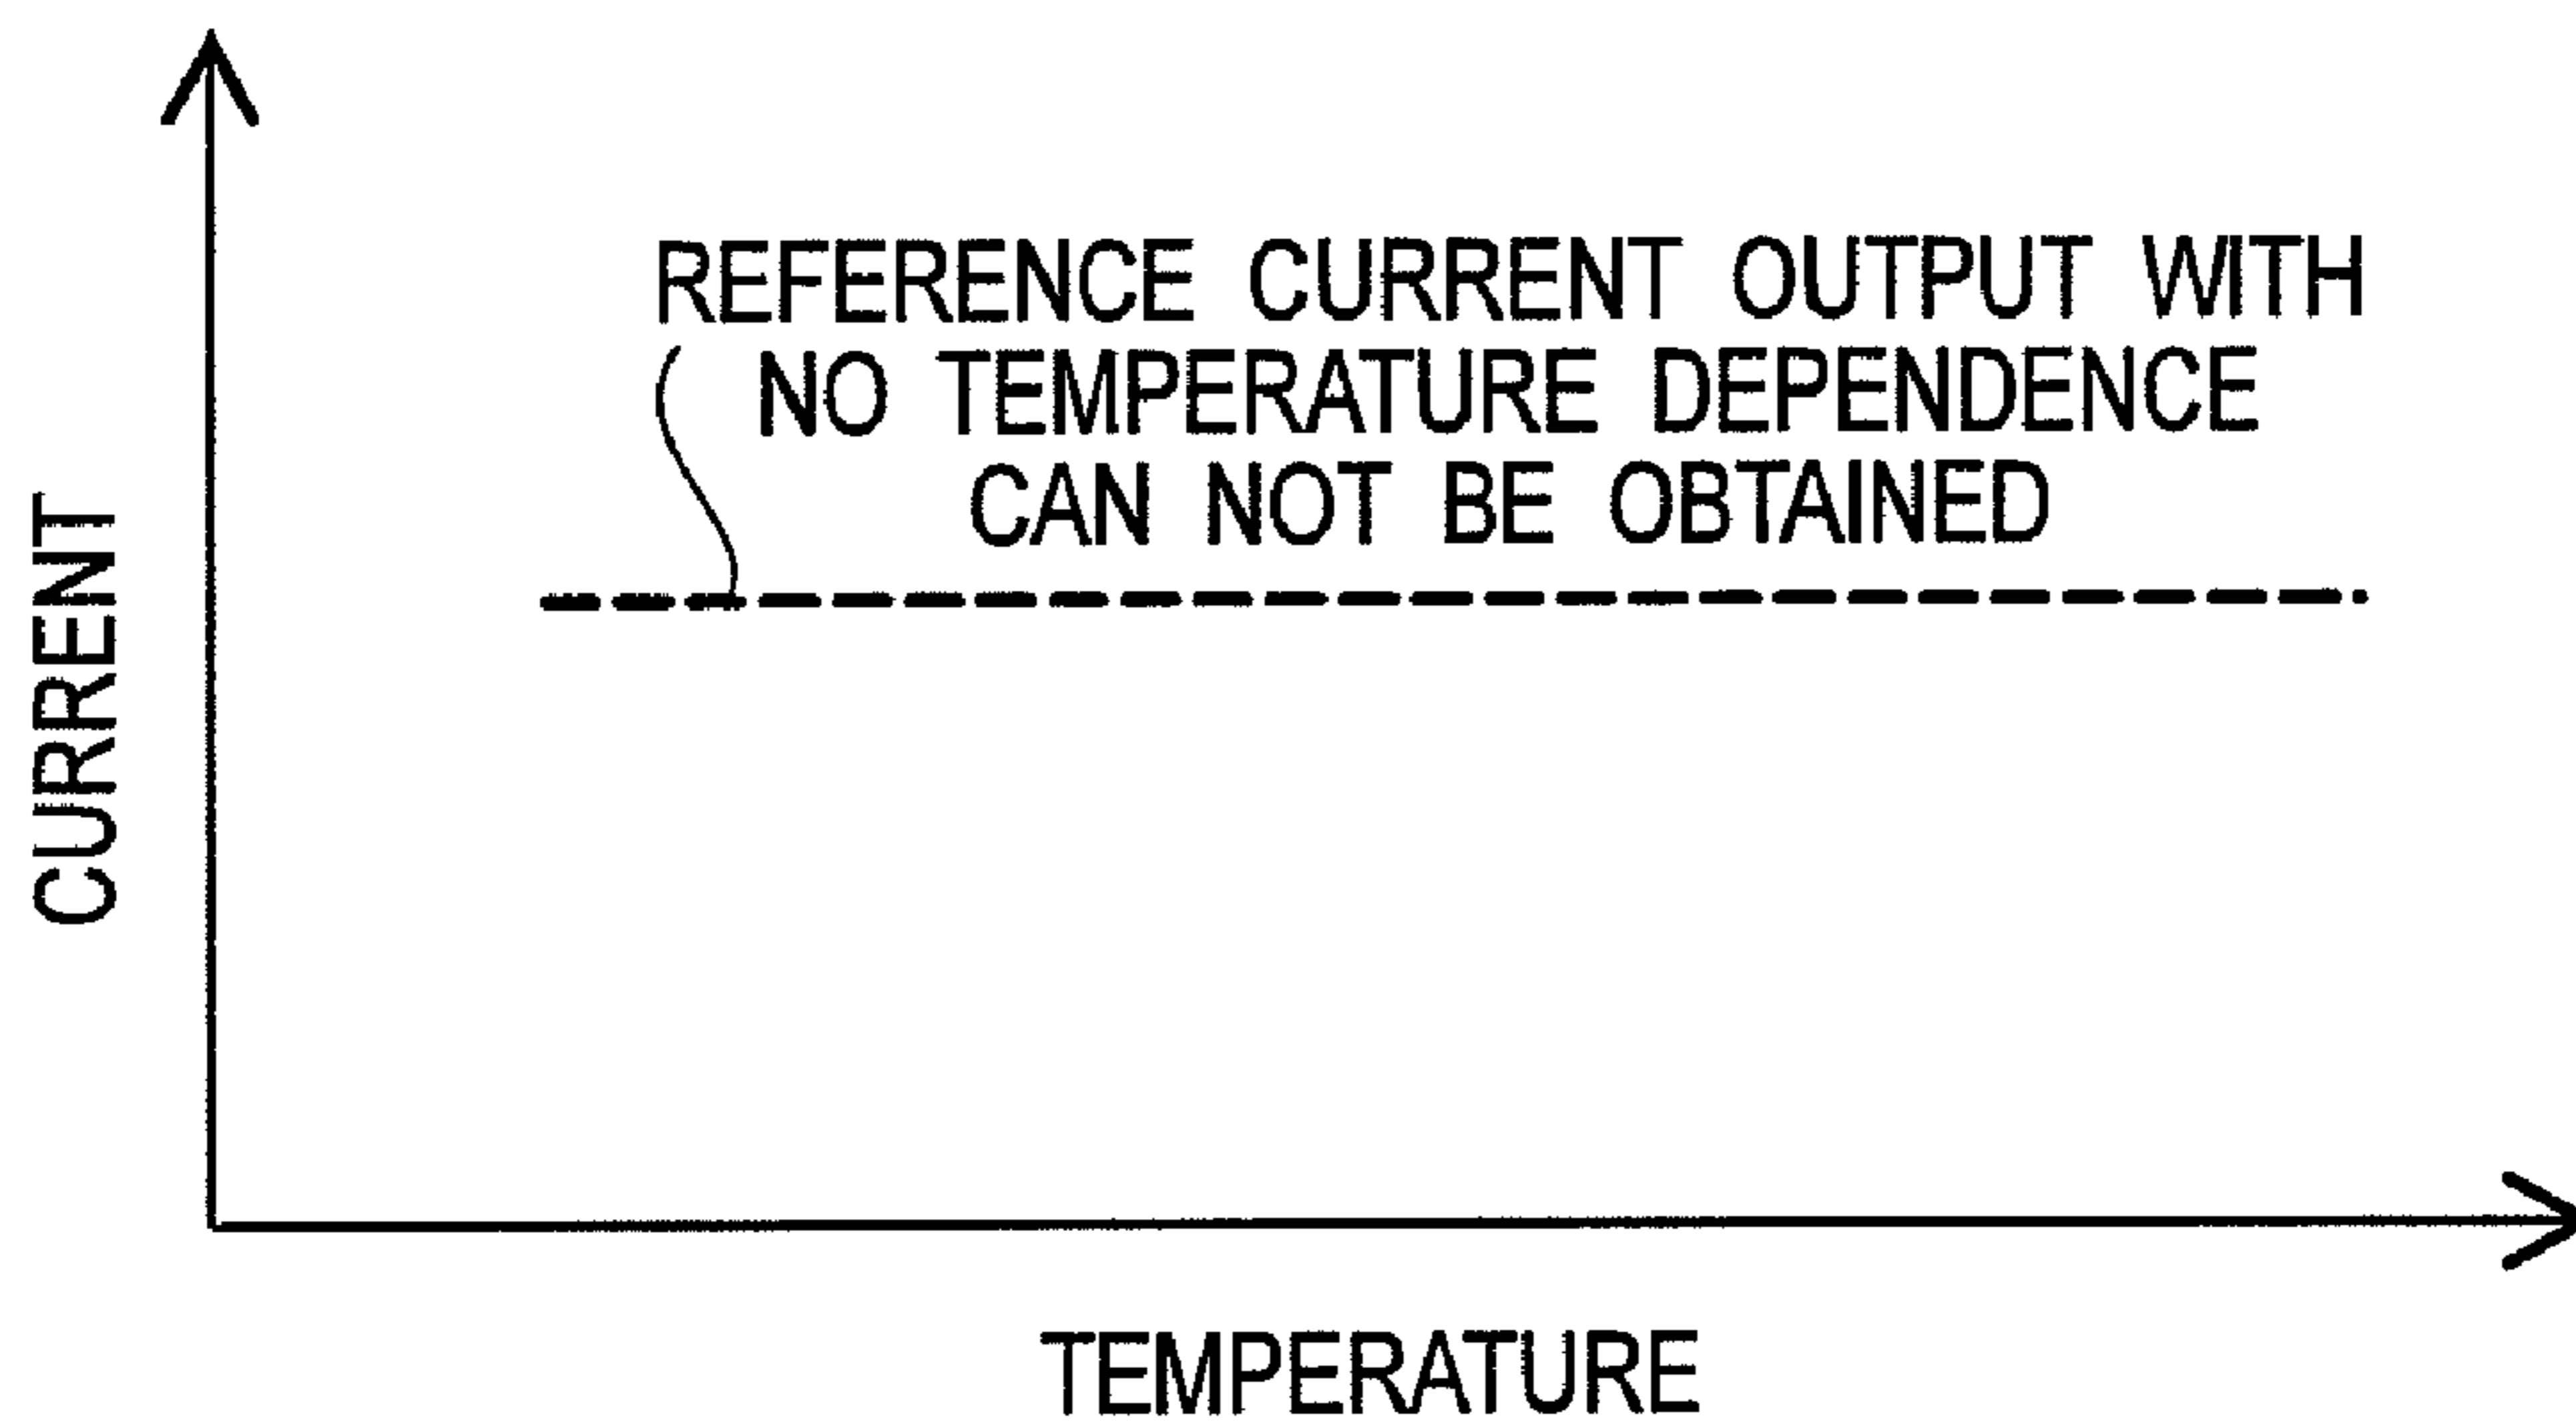 REFERENCE CURRENT OUTPUT WITH
NO TEMPERATURE DEPENDENCE
CAN NOT BE OBTAINED
CURRENT
TEMPERATURE